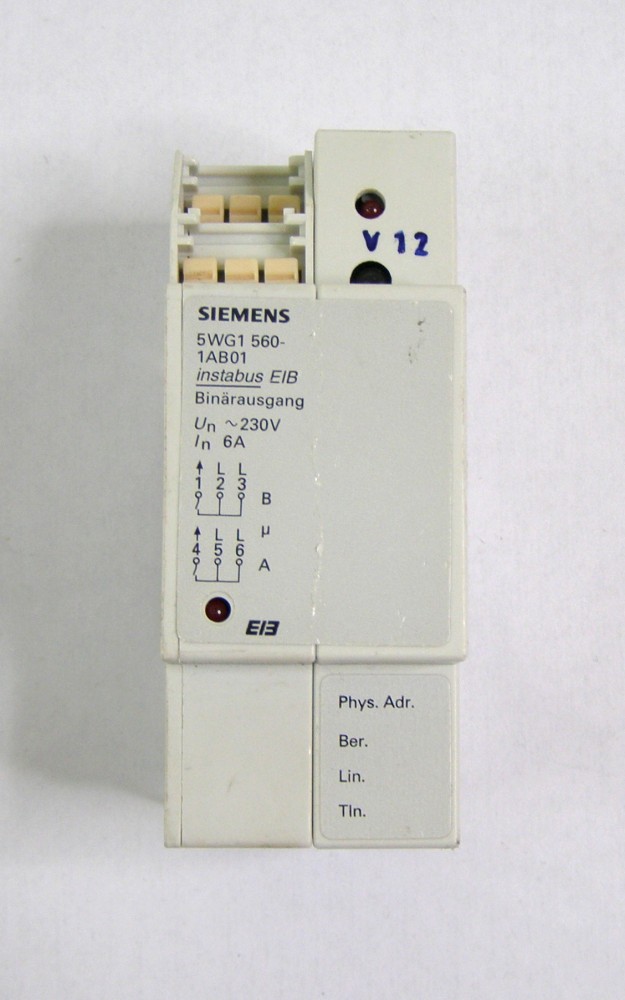 V 12
SIEMENS
5WG1 560-
1AB01
instabus EIB
Binärausgang
Un ~230V
In 6A
L L
1 2 3
B
µ
L L
4 5 6
A
EIB
Phys. Adr.
Ber.
Lin.
Tln.